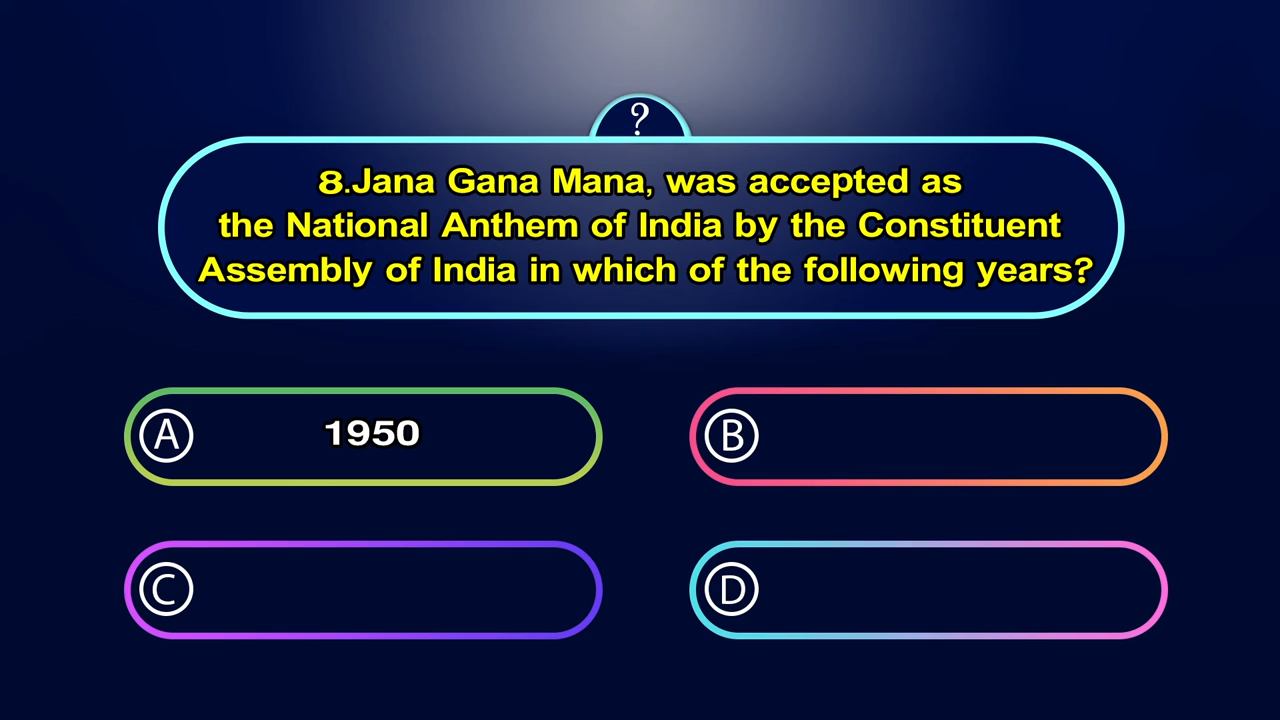 ?
8.Jana Gana Mana, was accepted as
the National Anthem of India by the Constituent
Assembly of India in which of the following years?
A 1950
B
C
D